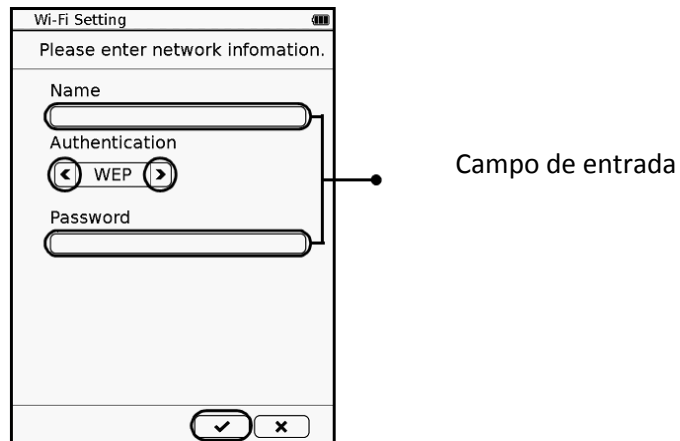 Wi-Fi Setting
Please enter network infomation.
Name
Authentication
WEP
Password
Campo de entrada